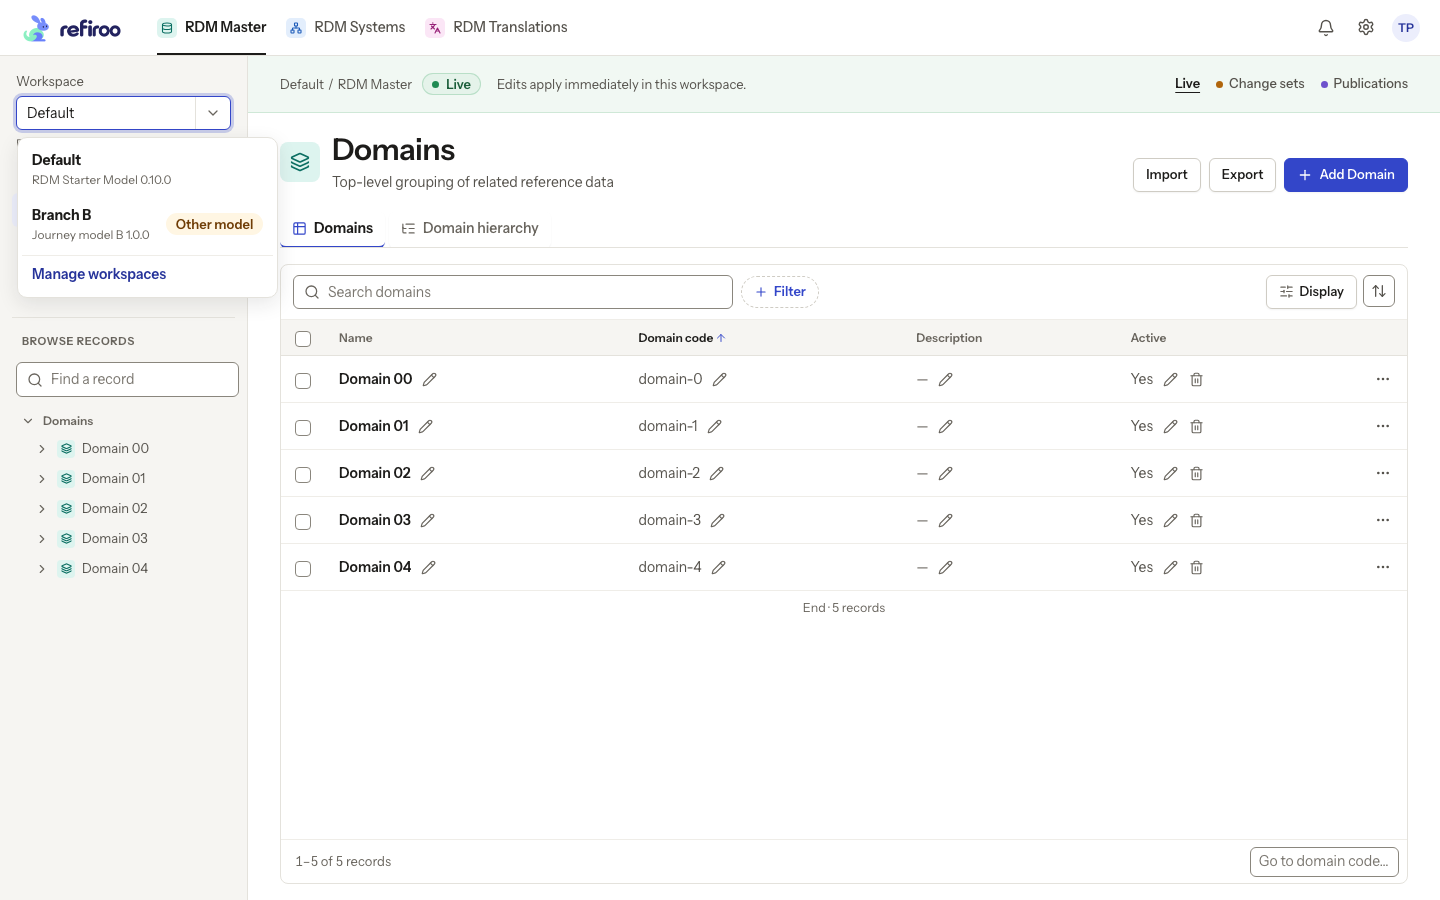 refiroo
RDM Master
RDM Systems
RDM Translations
TP
Workspace
Default
Default
RDM Starter Model 0.10.0
Branch B
Journey model B 1.0.0
Other model
Manage workspaces
BROWSE RECORDS
Find a record
Domains
Domain 00
Domain 01
Domain 02
Domain 03
Domain 04
Default / RDM Master
Live
Edits apply immediately in this workspace.
Live
Change sets
Publications
Domains
Top-level grouping of related reference data
Import
Export
Add Domain
Domains
Domain hierarchy
Search domains
Filter
Display
Name Domain code Description Active
Domain 00 domain-0 — Yes
Domain 01 domain-1 — Yes
Domain 02 domain-2 — Yes
Domain 03 domain-3 — Yes
Domain 04 domain-4 — Yes
End · 5 records
1–5 of 5 records
Go to domain code...